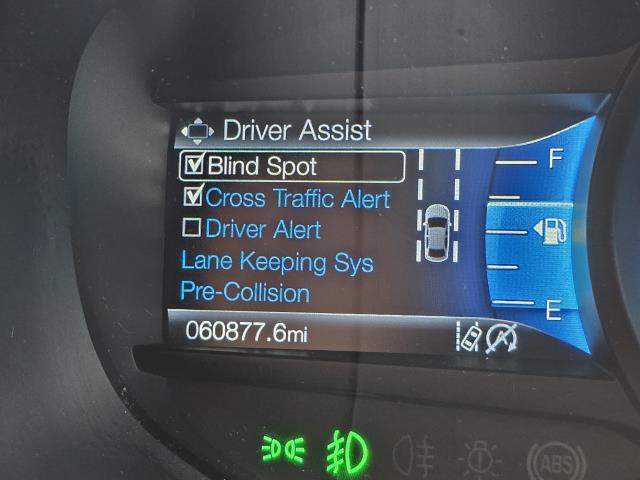 Driver Assist
Blind Spot
Cross Traffic Alert
Driver Alert
Lane Keeping Sys
Pre-Collision
060877.6mi
F
E
ABS